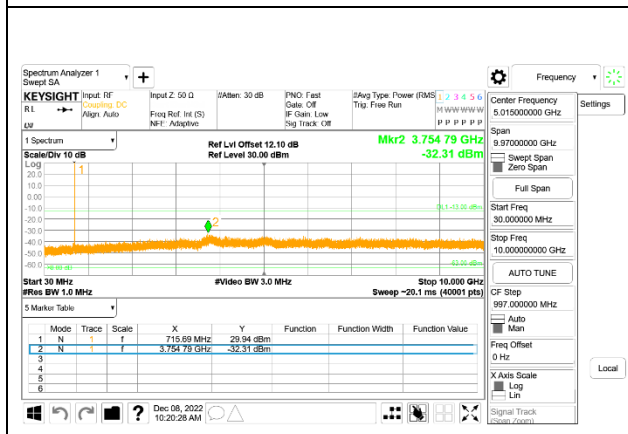 Spectrum Analyzer 1
Swept SA
+
KEYSIGHT
RL
Input: RF
Coupling: DC
Align: Auto
Input Z: 50 Ω
Freq Ref: Int (S)
NFE: Adaptive
#Atten: 30 dB
PNO: Fast
Gate: Off
IF Gain: Low
Sig Track: Off
#Avg Type: Power (RMS
Trig: Free Run
1 2 3 4 5 6
M W W W W W
P P P P P P
1 Spectrum
Scale/Div 10 dB
Ref Lvl Offset 12.10 dB
Ref Level 30.00 dBm
Mkr2 3.754 79 GHz
-32.31 dBm
Log
20.0
10.0
0.00
-10.0
-20.0
-30.0
-40.0
-50.0
-60.0
1
2
DL1 -13.00 dBm
Start 30 MHz
#Res BW 1.0 MHz
#Video BW 3.0 MHz
Stop 10.000 GHz
Sweep ~20.1 ms (40001 pts)
5 Marker Table
Mode Trace Scale X Y Function Function Width Function Value
1 N 1 f 715.69 MHz 29.94 dBm
2 N 1 f 3.754 79 GHz -32.31 dBm
3
4
5
6
?
Dec 08, 2022
10:20:28 AM
Frequency
Settings
Center Frequency
5.015000000 GHz
Span
9.97000000 GHz
Swept Span
Zero Span
Full Span
Start Freq
30.000000 MHz
Stop Freq
10.000000000 GHz
AUTO TUNE
CF Step
997.000000 MHz
Auto
Man
Freq Offset
0 Hz
X Axis Scale
Log
Lin
Signal Track
(Span Zoom)
Local